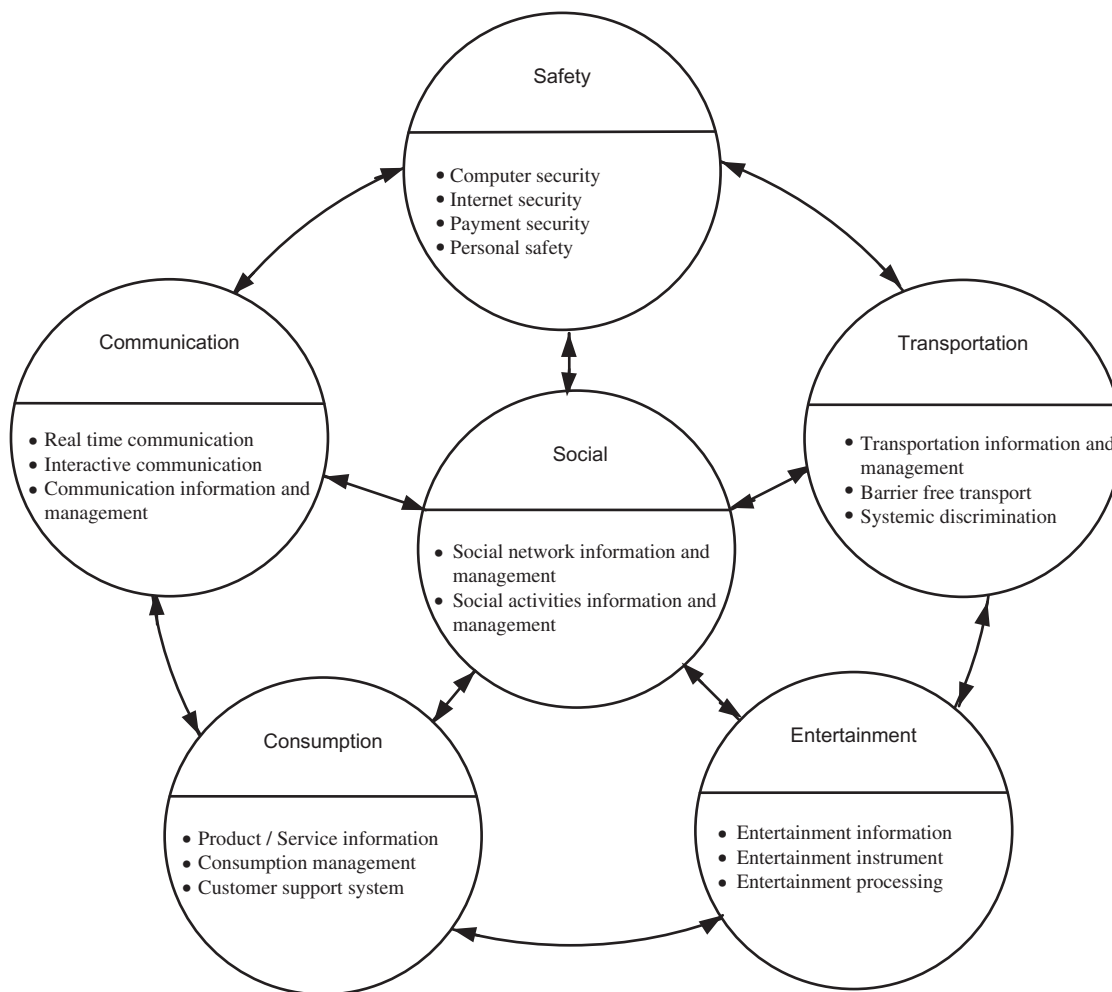 Safety
• Computer security
• Internet security
• Payment security
• Personal safety
Communication
• Real time communication
• Interactive communication
• Communication information and
management
Transportation
• Transportation information and
management
• Barrier free transport
• Systemic discrimination
Social
• Social network information and
management
• Social activities information and
management
Consumption
• Product / Service information
• Consumption management
• Customer support system
Entertainment
• Entertainment information
• Entertainment instrument
• Entertainment processing